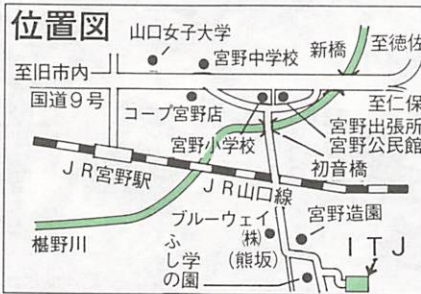 位置図
山口女子大学
宮野中学校
新橋
至徳佐
至旧市内
国道9号
コープ宮野店
至仁保
宮野出張所
宮野公民館
宮野小学校
初音橋
JR宮野駅
JR山口線
椹野川
ブルーウェイ
㈱
(熊坂)
宮野造園
ふし学の園
ITJ